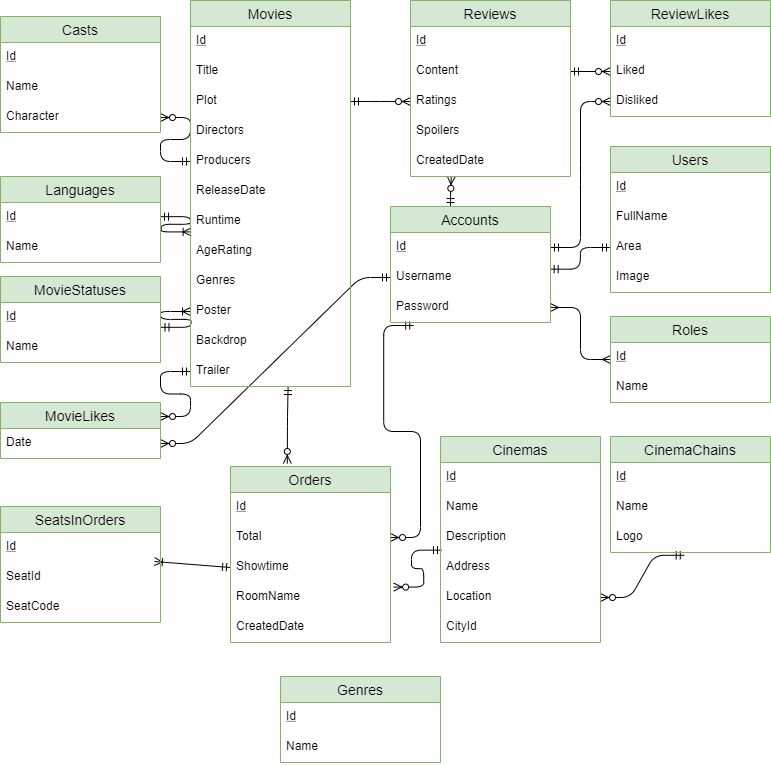 Casts
Id
Name
Character
Languages
Id
Name
MovieStatuses
Id
Name
MovieLikes
Date
SeatsInOrders
Id
SeatId
SeatCode
Movies
Id
Title
Plot
Directors
Producers
ReleaseDate
Runtime
AgeRating
Genres
Poster
Backdrop
Trailer
Orders
Id
Total
Showtime
RoomName
CreatedDate
Reviews
Id
Content
Ratings
Spoilers
CreatedDate
Accounts
Id
Username
Password
Cinemas
Id
Name
Description
Address
Location
CityId
ReviewLikes
Id
Liked
Disliked
Users
Id
FullName
Area
Image
Roles
Id
Name
CinemaChains
Id
Name
Logo
Genres
Id
Name